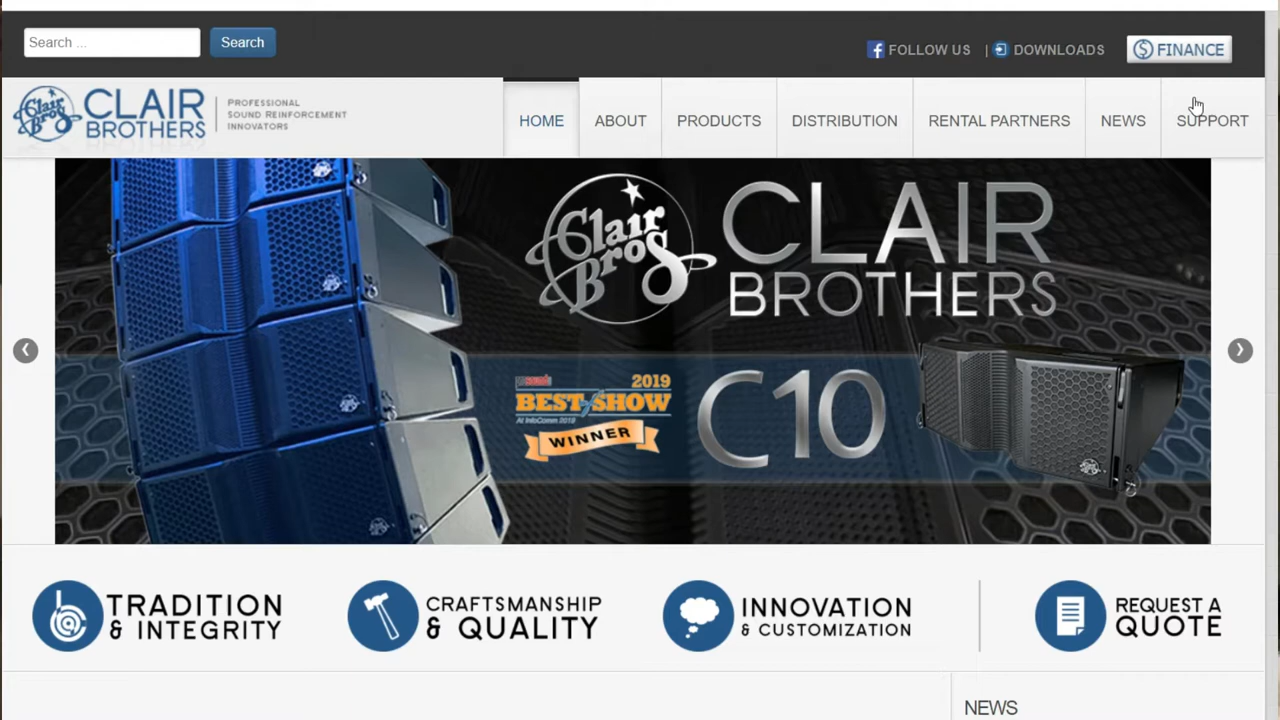 Search ...
Search
FOLLOW US | DOWNLOADS
FINANCE
Clair Bros
CLAIR BROTHERS
PROFESSIONAL
SOUND REINFORCEMENT
INNOVATORS
HOME
ABOUT
PRODUCTS
DISTRIBUTION
RENTAL PARTNERS
NEWS
SUPPORT
Clair
Bros
CLAIR
BROTHERS
2019
BEST of SHOW
At InfoComm 2019
WINNER
C10
TRADITION
& INTEGRITY
CRAFTSMANSHIP
& QUALITY
INNOVATION
& CUSTOMIZATION
REQUEST A
QUOTE
NEWS